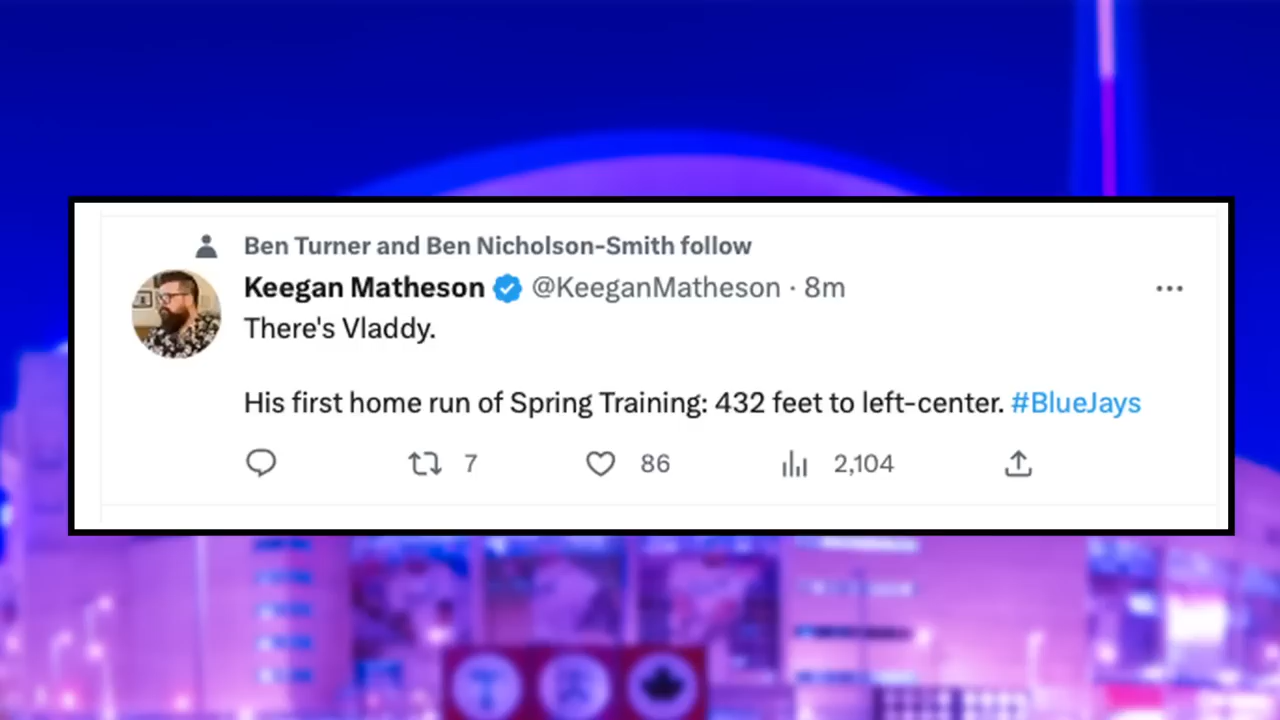 Ben Turner and Ben Nicholson-Smith follow
Keegan Matheson @KeeganMatheson · 8m
There's Vladdy.
His first home run of Spring Training: 432 feet to left-center. #BlueJays
7 86 2,104